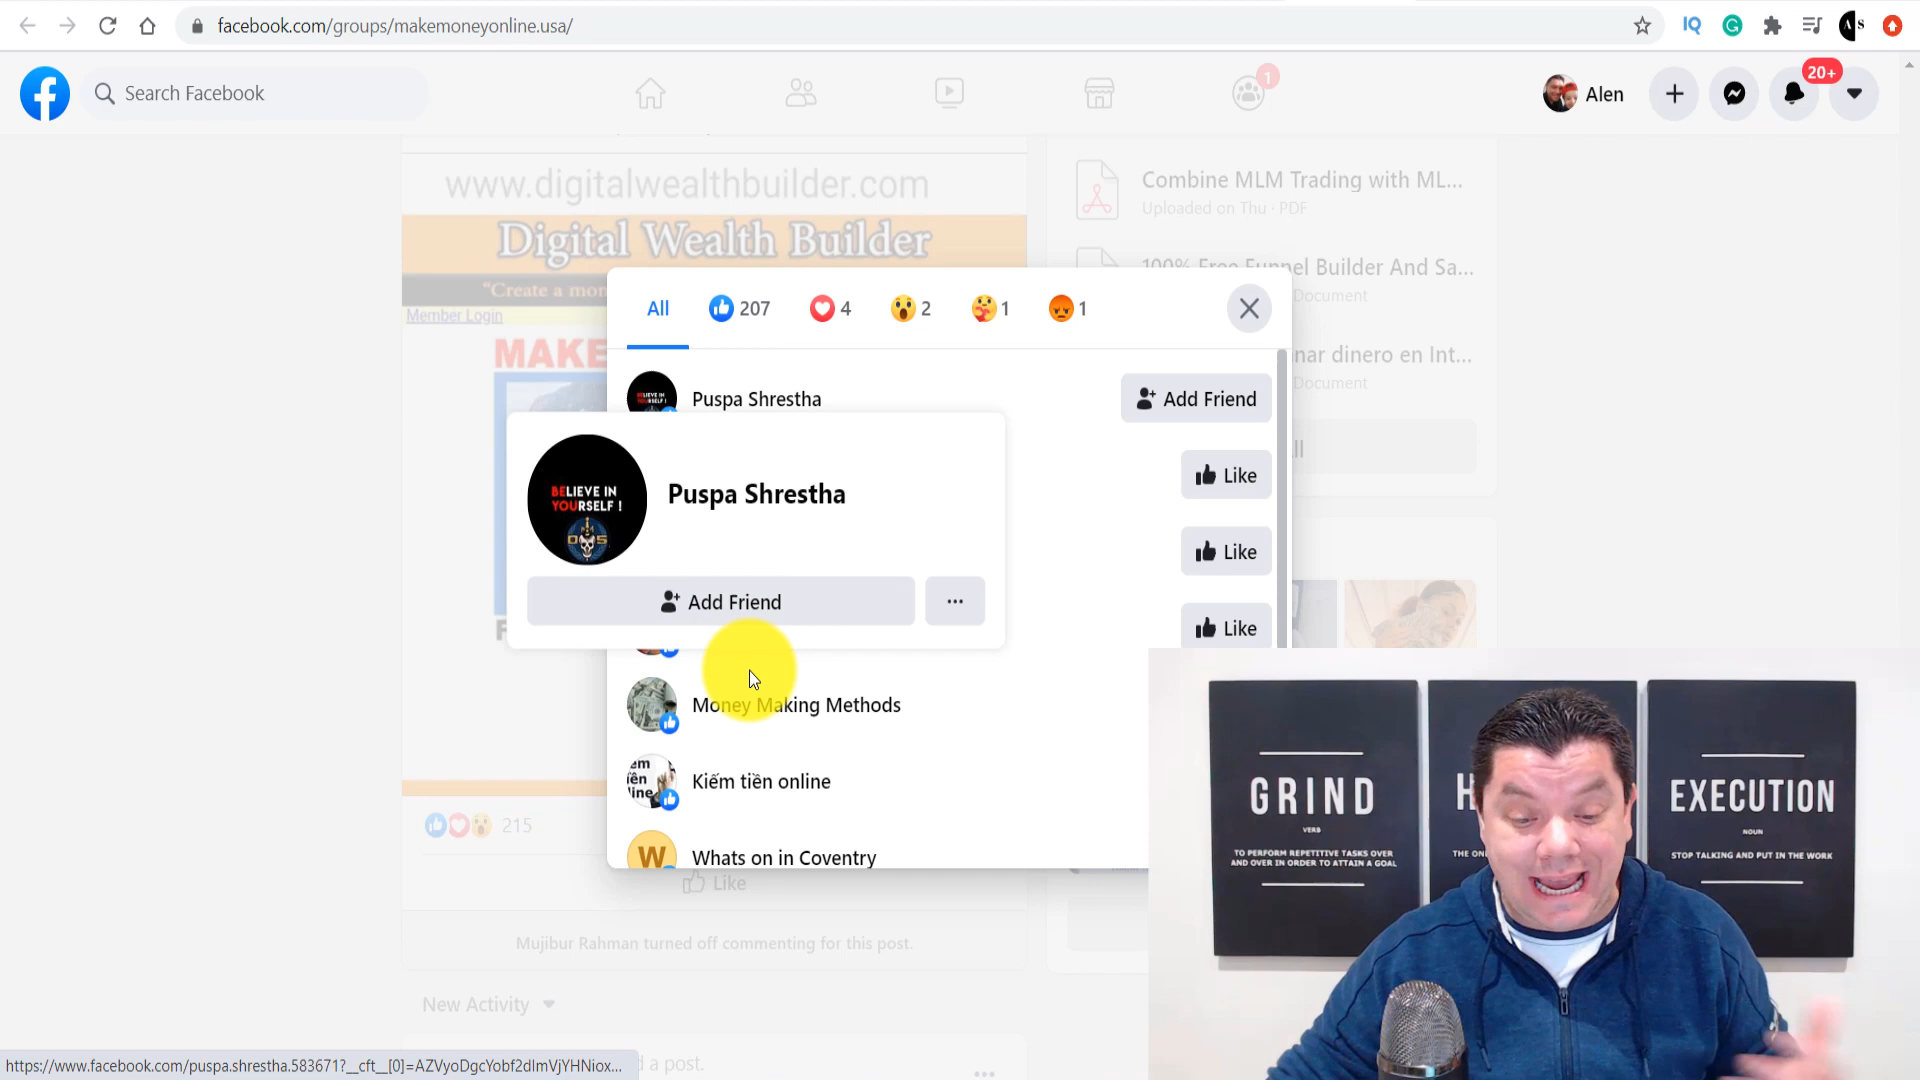 facebook.com/groups/makemoneyonline.usa/
Search Facebook
1
Alen
20+
www.digitalwealthbuilder.com
Digital Wealth Builder
"Create a mon
Member Login
MAKE
Combine MLM Trading with ML...
Uploaded on Thu · PDF
100% Free Funnel Builder And Sa...
Document
nar dinero en Int...
Document
All
207
4
2
1
1
Puspa Shrestha
Add Friend
BELIEVE IN
YOURSELF !
Puspa Shrestha
Add Friend
Like
Like
Like
Money Making Methods
Kiếm tiền online
W
Whats on in Coventry
215
Like
Mujibur Rahman turned off commenting for this post.
New Activity
d a post.
https://www.facebook.com/puspa.shrestha.583671?__cft__[0]=AZVyoDgcYobf2dImVjYHNiox...
GRIND
VERB
TO PERFORM REPETITIVE TASKS OVER
AND OVER IN ORDER TO ATTAIN A GOAL
H
THE ON
EXECUTION
NOUN
STOP TALKING AND PUT IN THE WORK